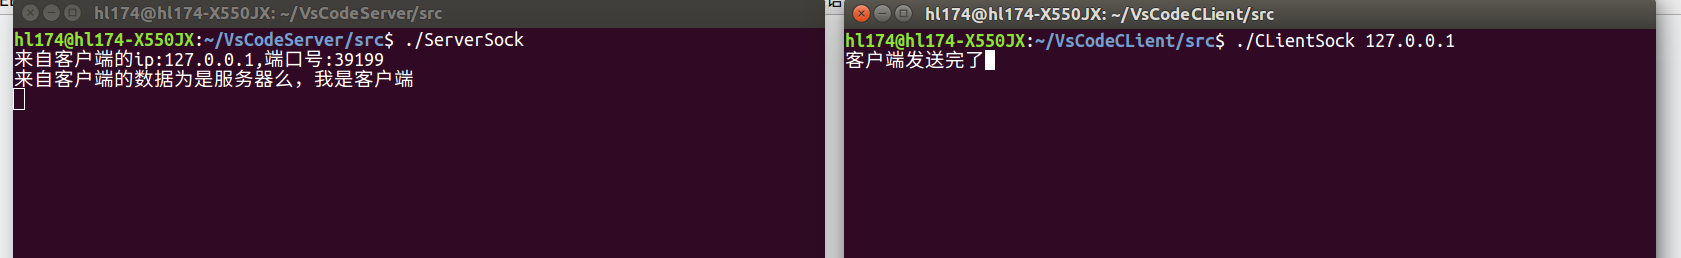 hl174@hl174-X550JX: ~/VsCodeServer/src
hl174@hl174-X550JX:~/VsCodeServer/src$ ./ServerSock
来自客户端的ip:127.0.0.1,端口号:39199
来自客户端的数据为是服务器么，我是客户端
hl174@hl174-X550JX: ~/VsCodeCLient/src
hl174@hl174-X550JX:~/VsCodeCLient/src$ ./CLientSock 127.0.0.1
客户端发送完了